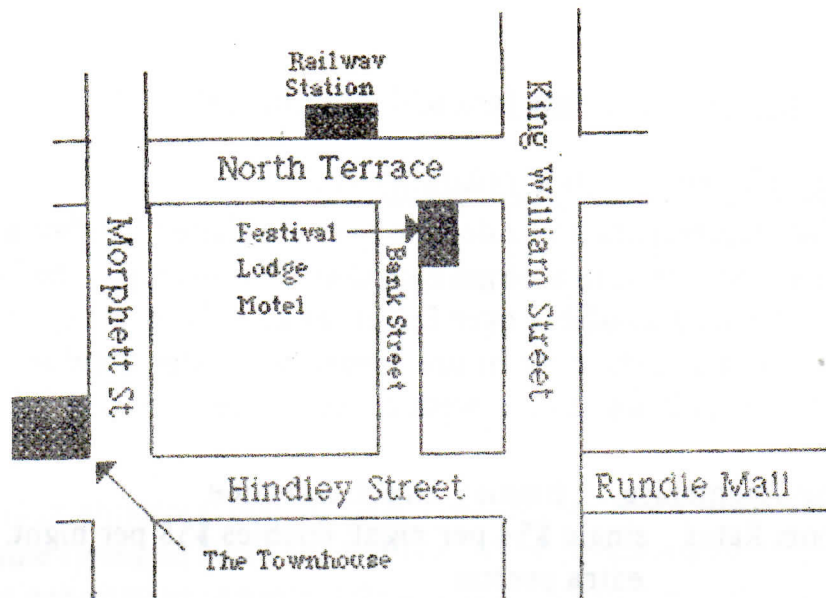 Railway
Station
King William Street
North Terrace
Festival
Lodge
Motel
Bank Street
Morphett St
Hindley Street
Rundle Mall
The Townhouse